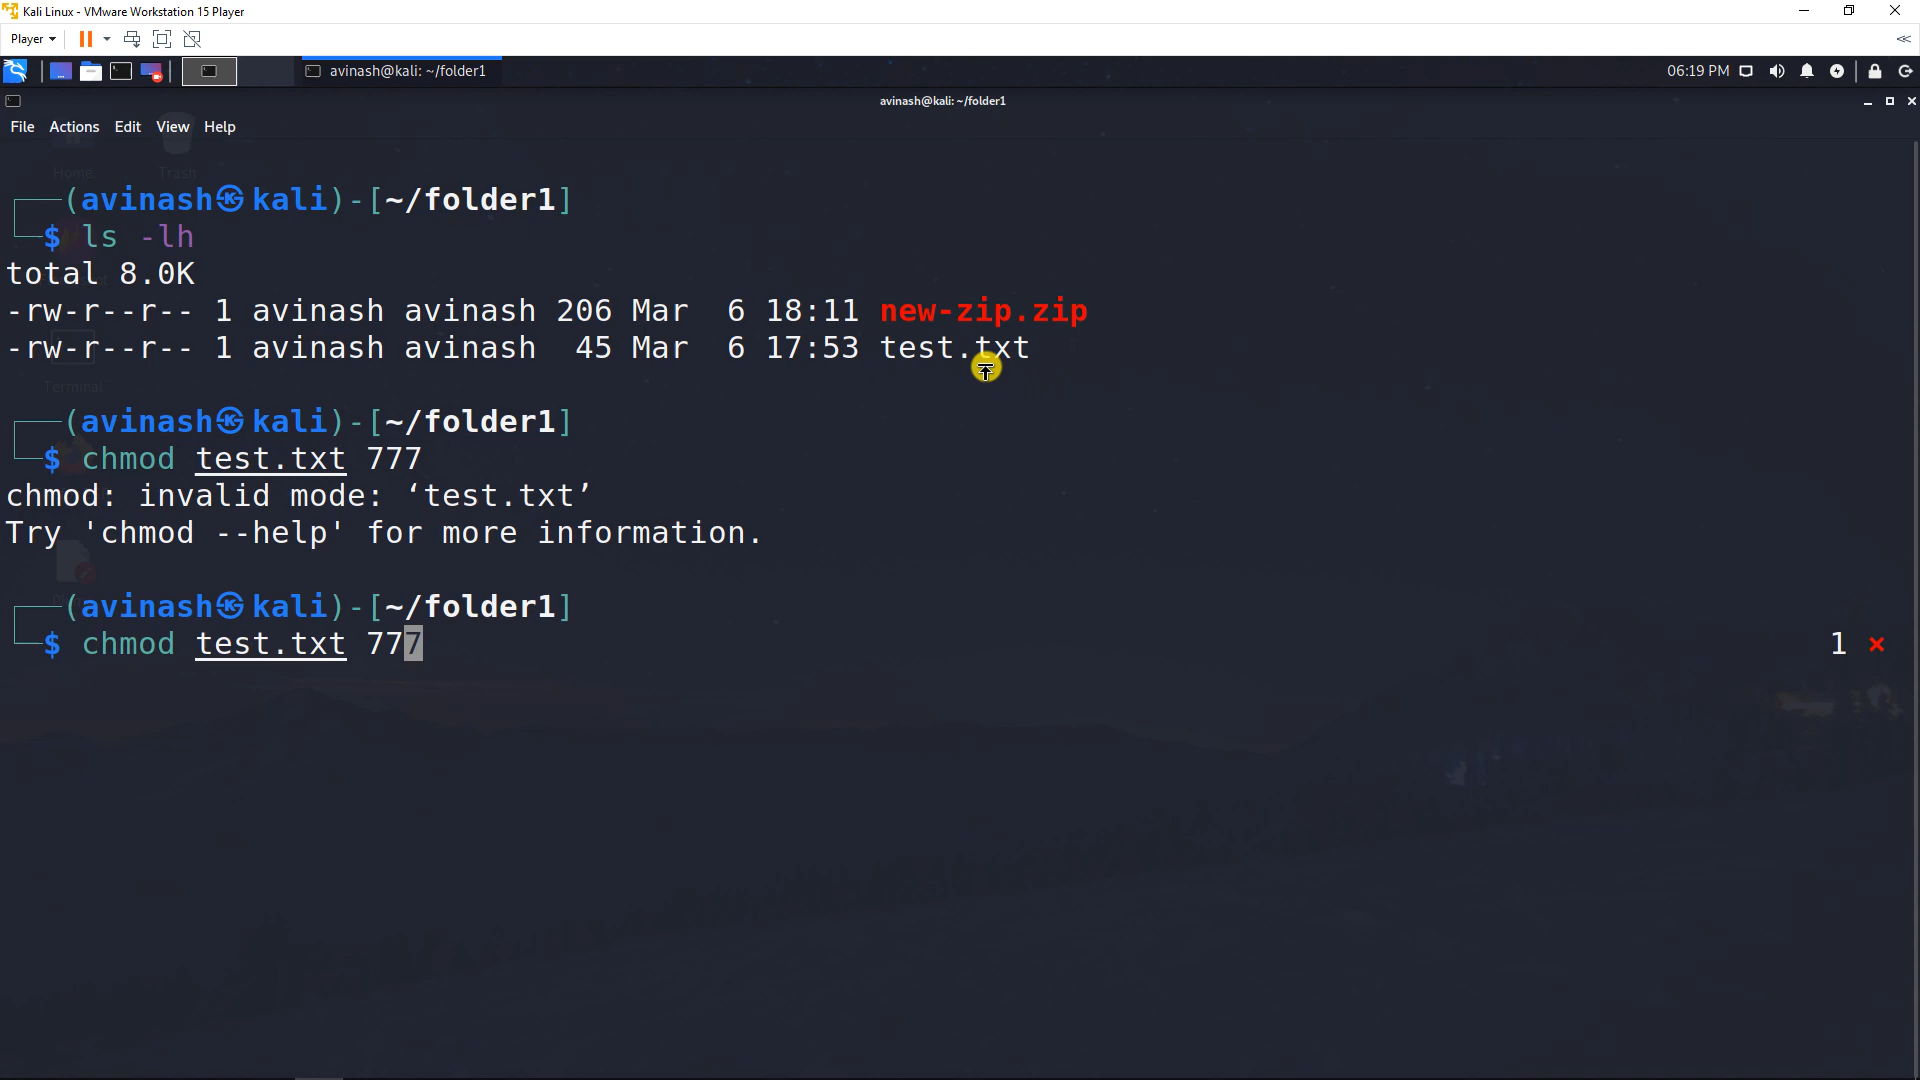 Kali Linux - VMware Workstation 15 Player
Player
avinash@kali: ~/folder1
06:19 PM
avinash@kali: ~/folder1
File Actions Edit View Help
Home
Trash
(avinash㉿kali)-[~/folder1]
$ ls -lh
total 8.0K
-rw-r--r-- 1 avinash avinash 206 Mar  6 18:11 new-zip.zip
-rw-r--r-- 1 avinash avinash  45 Mar  6 17:53 test.txt
Terminal
(avinash㉿kali)-[~/folder1]
$ chmod test.txt 777
chmod: invalid mode: ‘test.txt’
Try 'chmod --help' for more information.
(avinash㉿kali)-[~/folder1]
$ chmod test.txt 777 1 ×